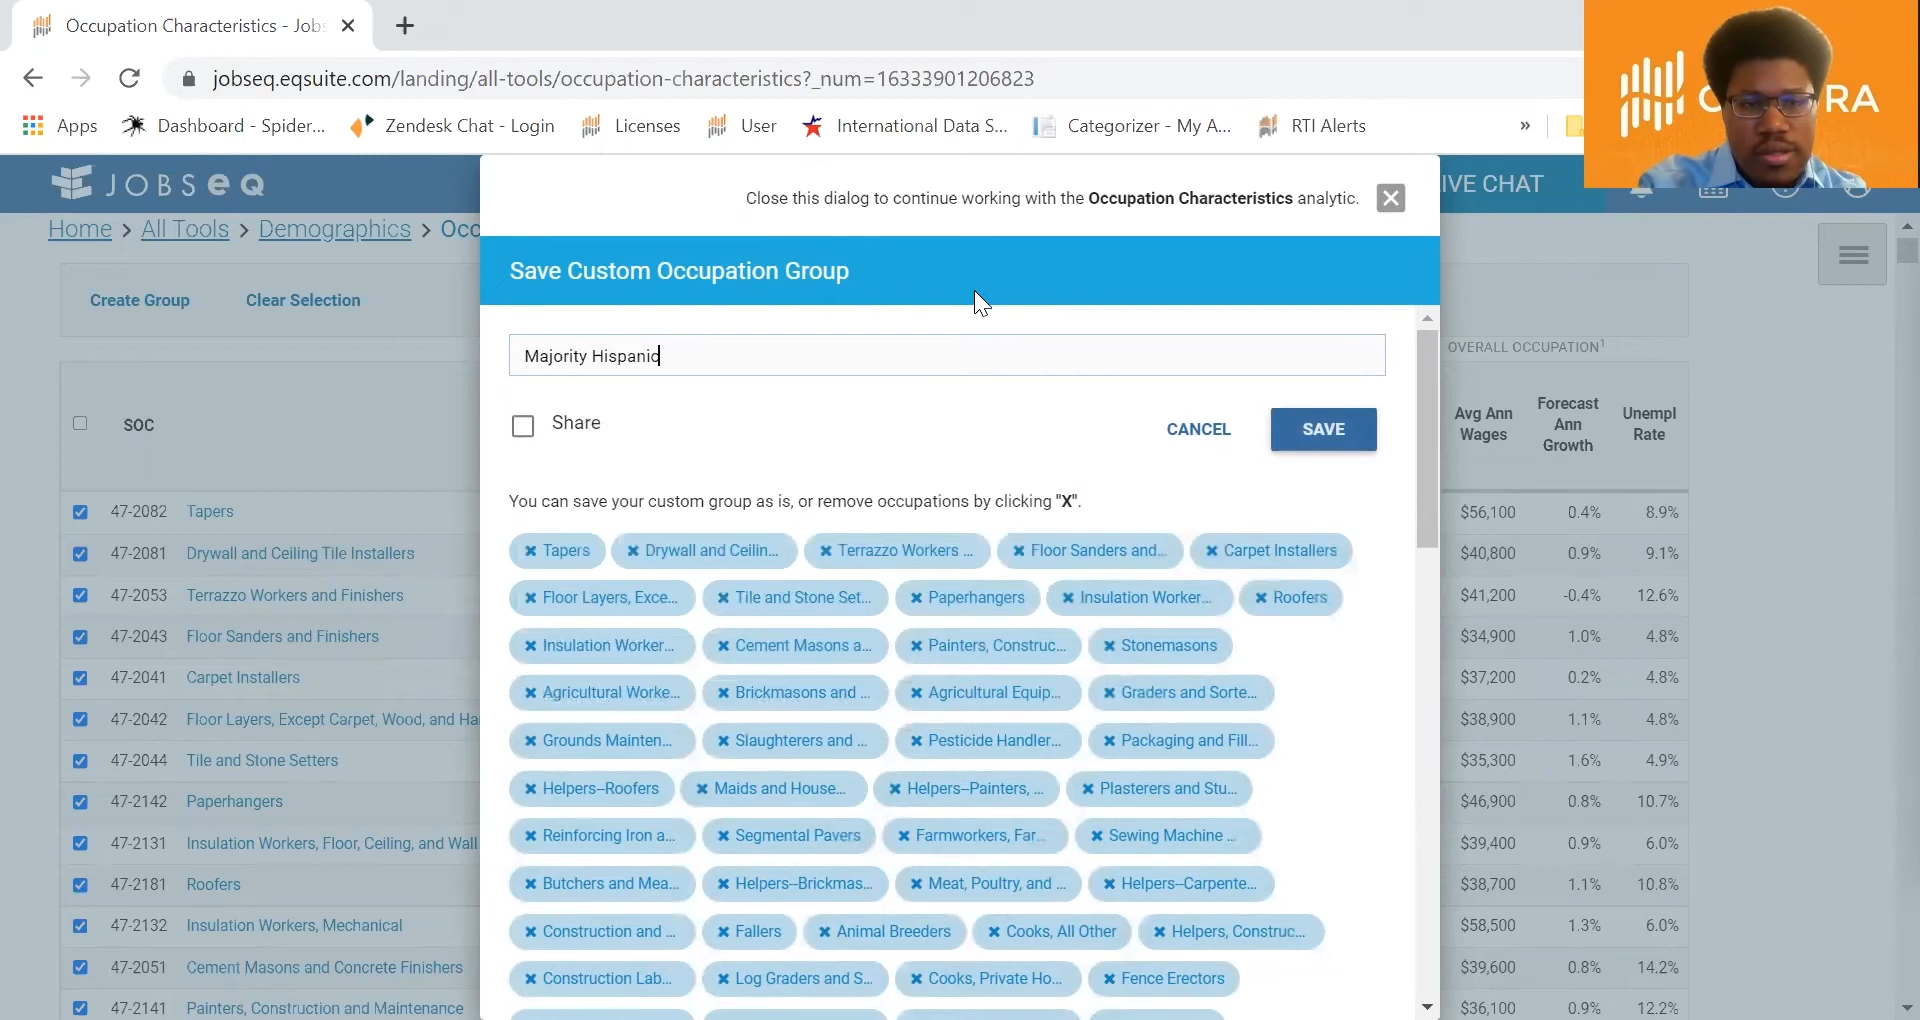 Occupation Characteristics - Jobs
jobseq.eqsuite.com/landing/all-tools/occupation-characteristics?_num=16333901206823
Apps Dashboard - Spider... Zendesk Chat - Login Licenses User International Data S... Categorizer - My A... RTI Alerts »
C RA
JOBS EQ
IVE CHAT
Close this dialog to continue working with the Occupation Characteristics analytic.
Home > All Tools > Demographics > Occ
Save Custom Occupation Group
Create Group Clear Selection
Majority Hispanic
OVERALL OCCUPATION1
Share
CANCEL SAVE
SOC
Avg Ann Wages
Forecast Ann Growth
Unempl Rate
You can save your custom group as is, or remove occupations by clicking "X".
47-2082 Tapers
$56,100 0.4% 8.9%
47-2081 Drywall and Ceiling Tile Installers
$40,800 0.9% 9.1%
47-2053 Terrazzo Workers and Finishers
$41,200 -0.4% 12.6%
47-2043 Floor Sanders and Finishers
$34,900 1.0% 4.8%
47-2041 Carpet Installers
$37,200 0.2% 4.8%
47-2042 Floor Layers, Except Carpet, Wood, and Ha
$38,900 1.1% 4.8%
47-2044 Tile and Stone Setters
$35,300 1.6% 4.9%
47-2142 Paperhangers
$46,900 0.8% 10.7%
47-2131 Insulation Workers, Floor, Ceiling, and Wall
$39,400 0.9% 6.0%
47-2181 Roofers
$38,700 1.1% 10.8%
47-2132 Insulation Workers, Mechanical
$58,500 1.3% 6.0%
47-2051 Cement Masons and Concrete Finishers
$39,600 0.8% 14.2%
47-2141 Painters, Construction and Maintenance
$36,100 0.9% 12.2%
Tapers Drywall and Ceilin... Terrazzo Workers ... Floor Sanders and... Carpet Installers
Floor Layers, Exce... Tile and Stone Set... Paperhangers Insulation Worker... Roofers
Insulation Worker... Cement Masons a... Painters, Construc... Stonemasons
Agricultural Worke... Brickmasons and ... Agricultural Equip... Graders and Sorte...
Grounds Mainten... Slaughterers and ... Pesticide Handler... Packaging and Fill...
Helpers--Roofers Maids and House... Helpers--Painters, ... Plasterers and Stu...
Reinforcing Iron a... Segmental Pavers Farmworkers, Far... Sewing Machine ...
Butchers and Mea... Helpers--Brickmas... Meat, Poultry, and ... Helpers--Carpente...
Construction and ... Fallers Animal Breeders Cooks, All Other Helpers, Construc...
Construction Lab... Log Graders and S... Cooks, Private Ho... Fence Erectors